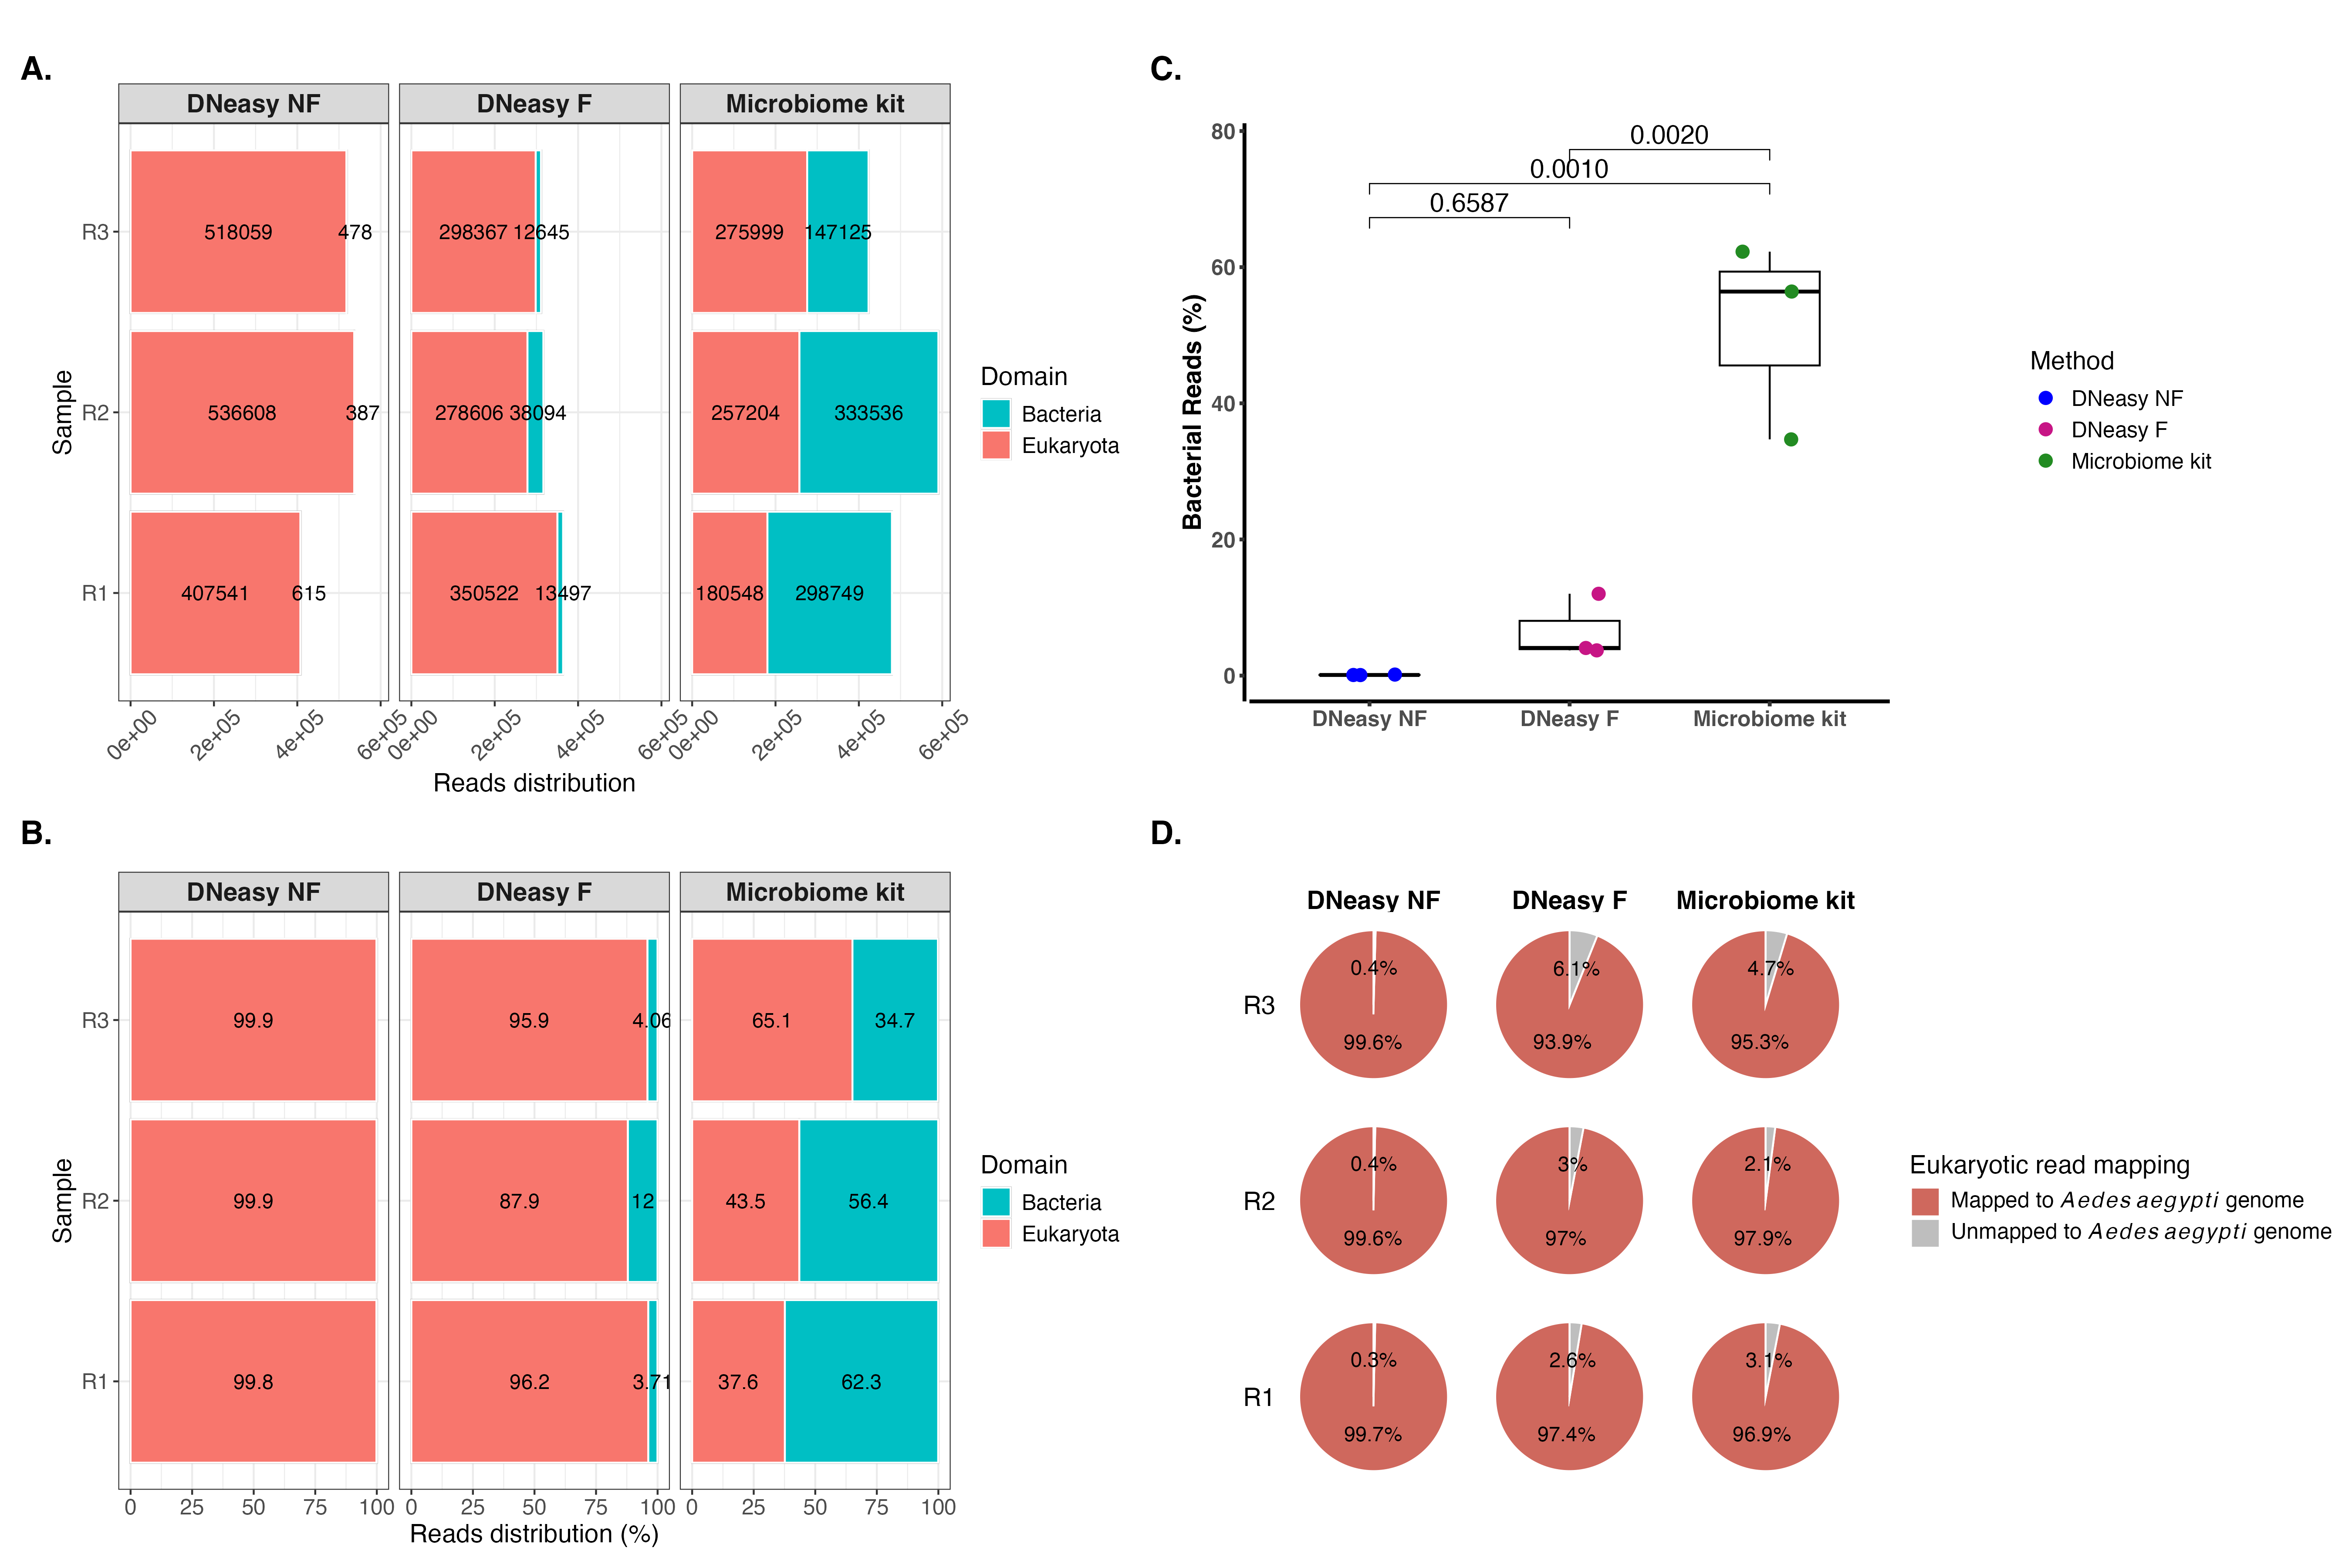 A.
DNeasy NF
DNeasy F
Microbiome kit
Sample
R3
518059
478
298367
12645
275999
147125
R2
536608
387
278606
38094
257204
333536
R1
407541
615
350522
13497
180548
298749
0e+00
2e+05
4e+05
6e+05
0e+00
2e+05
4e+05
6e+05
0e+00
2e+05
4e+05
6e+05
Reads distribution
Domain
Bacteria
Eukaryota
B.
DNeasy NF
DNeasy F
Microbiome kit
Sample
R3
99.9
95.9
4.06
65.1
34.7
R2
99.9
87.9
12
43.5
56.4
R1
99.8
96.2
3.71
37.6
62.3
0
25
50
75
100
0
25
50
75
100
0
25
50
75
100
Reads distribution (%)
Domain
Bacteria
Eukaryota
C.
Bacterial Reads (%)
80
60
40
20
0
0.0020
0.0010
0.6587
DNeasy NF
DNeasy F
Microbiome kit
Method
DNeasy NF
DNeasy F
Microbiome kit
D.
DNeasy NF
DNeasy F
Microbiome kit
R3
0.4%
99.6%
6.1%
93.9%
4.7%
95.3%
R2
0.4%
99.6%
3%
97%
2.1%
97.9%
R1
0.3%
99.7%
2.6%
97.4%
3.1%
96.9%
Eukaryotic read mapping
Mapped to Aedes aegypti genome
Unmapped to Aedes aegypti genome